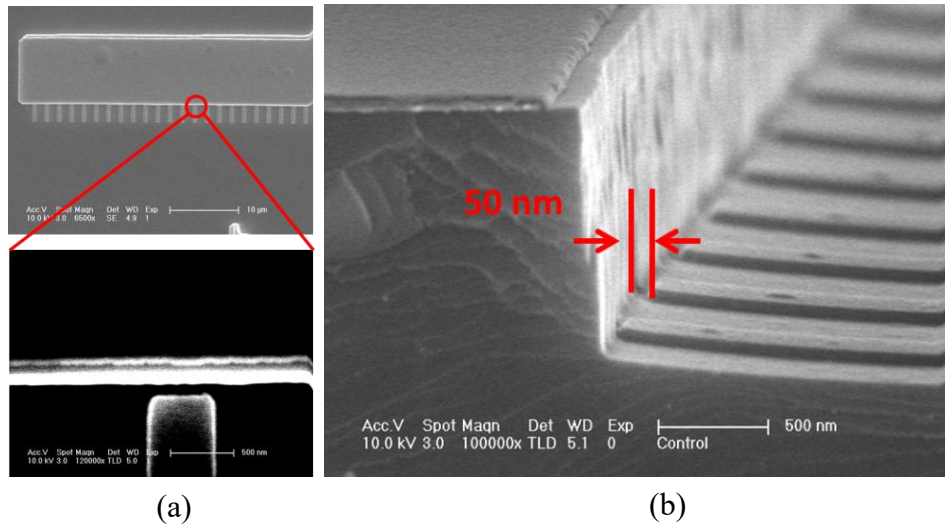 Acc.V Spot Magn Det WD Exp
10.0 kV 3.0 6500x SE 4.9 1
10 µm
Acc.V Spot Magn Det WD Exp
10.0 kV 3.0 120000x TLD 5.0 1
500 nm
(a)
50 nm
Acc.V Spot Magn Det WD Exp
10.0 kV 3.0 100000x TLD 5.1 0 Control
500 nm
(b)